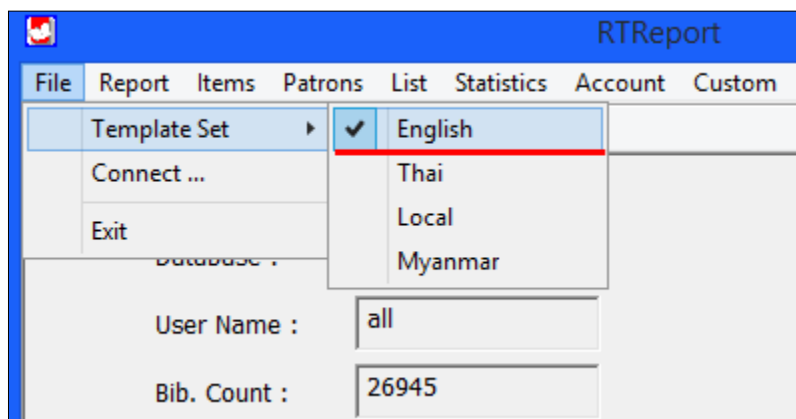 RTReport
File Report Items Patrons List Statistics Account Custom
Template Set English
Connect ... Thai
Local
Exit
Myanmar
Database :
User Name : all
Bib. Count : 26945